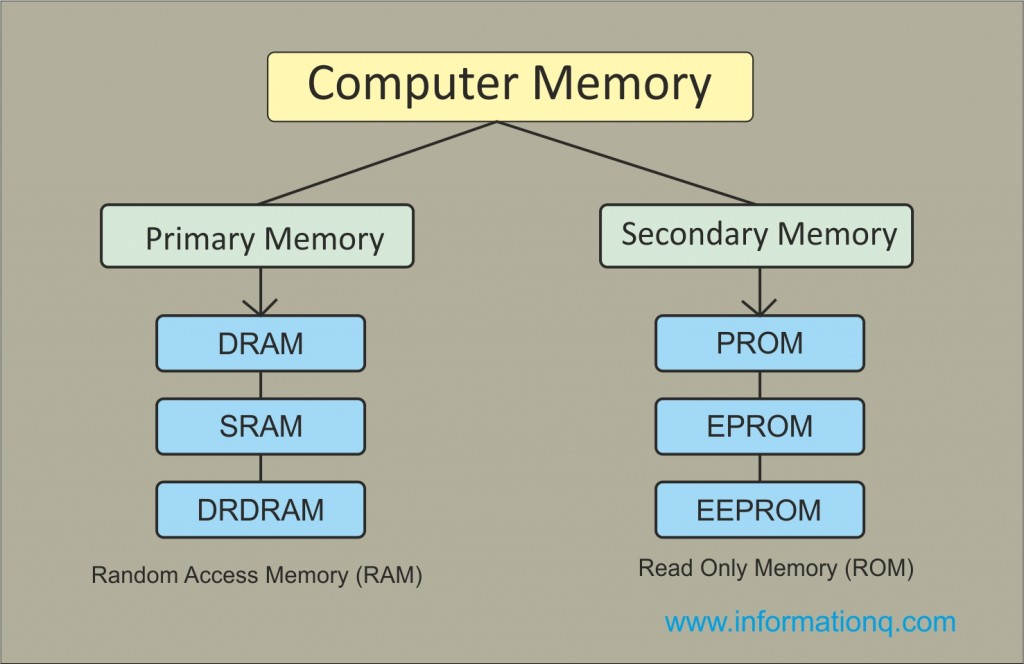 Computer Memory
Primary Memory
Secondary Memory
DRAM
PROM
SRAM
EPROM
DRDRAM
EEPROM
Random Access Memory (RAM)
Read Only Memory (ROM)
www.informationq.com